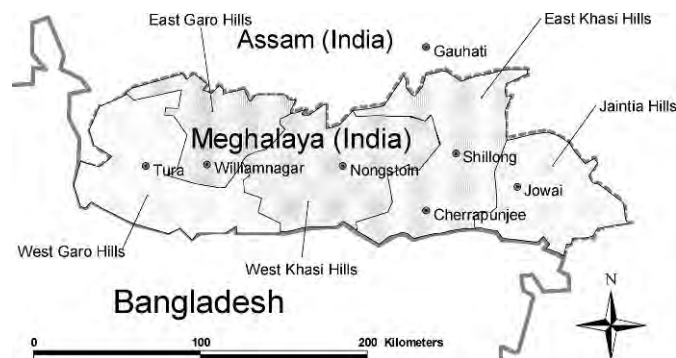 East Garo Hills
East Khasi Hills
Assam (India)
Gauhati
Jaintia Hills
Meghalaya (India)
Shillong
Tura
Williamnagar
Nongstoin
Jowai
Cherrapunjee
West Garo Hills
West Khasi Hills
Bangladesh
N
0 100 200 Kilometers